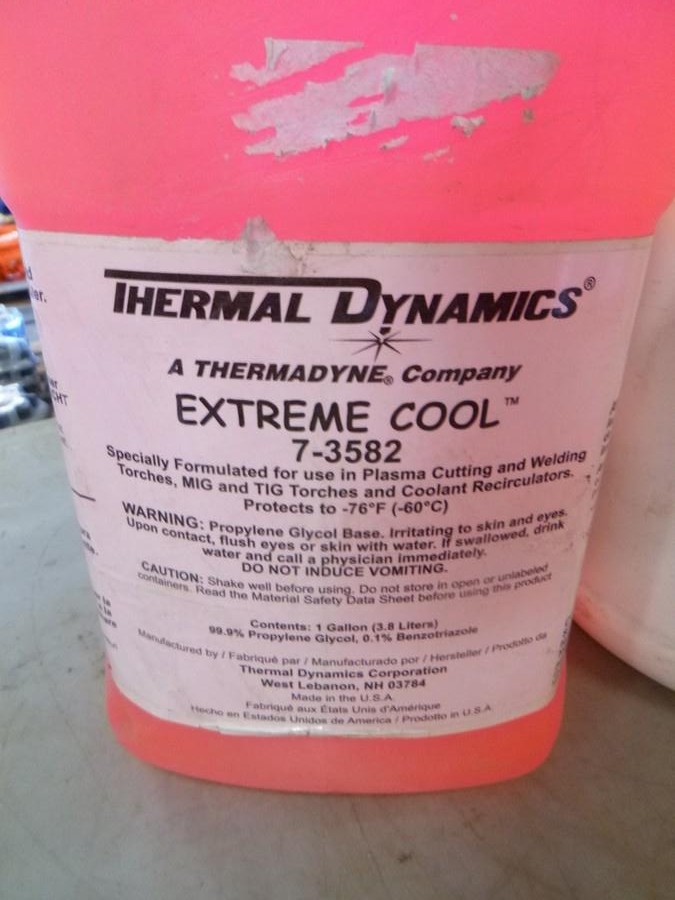 THERMAL DYNAMICS®
A THERMADYNE® Company
EXTREME COOL™
7-3582
Specially Formulated for use in Plasma Cutting and Welding
Torches, MIG and TIG Torches and Coolant Recirculators.
Protects to -76°F (-60°C)
WARNING: Propylene Glycol Base. Irritating to skin and eyes.
Upon contact, flush eyes or skin with water. If swallowed, drink
water and call a physician immediately.
DO NOT INDUCE VOMITING.
CAUTION: Shake well before using. Do not store in open or unlabeled
containers. Read the Material Safety Data Sheet before using this product
Contents: 1 Gallon (3.8 Liters)
99.9% Propylene Glycol, 0.1% Benzotriazole
Manufactured by / Fabriqué par / Manufacturado por / Hersteller / Prodotto da
Thermal Dynamics Corporation
West Lebanon, NH 03784
Made in the U.S.A.
Fabriqué aux États Unis d'Amérique
Hecho en Estados Unidos de America / Prodotto in U.S.A.